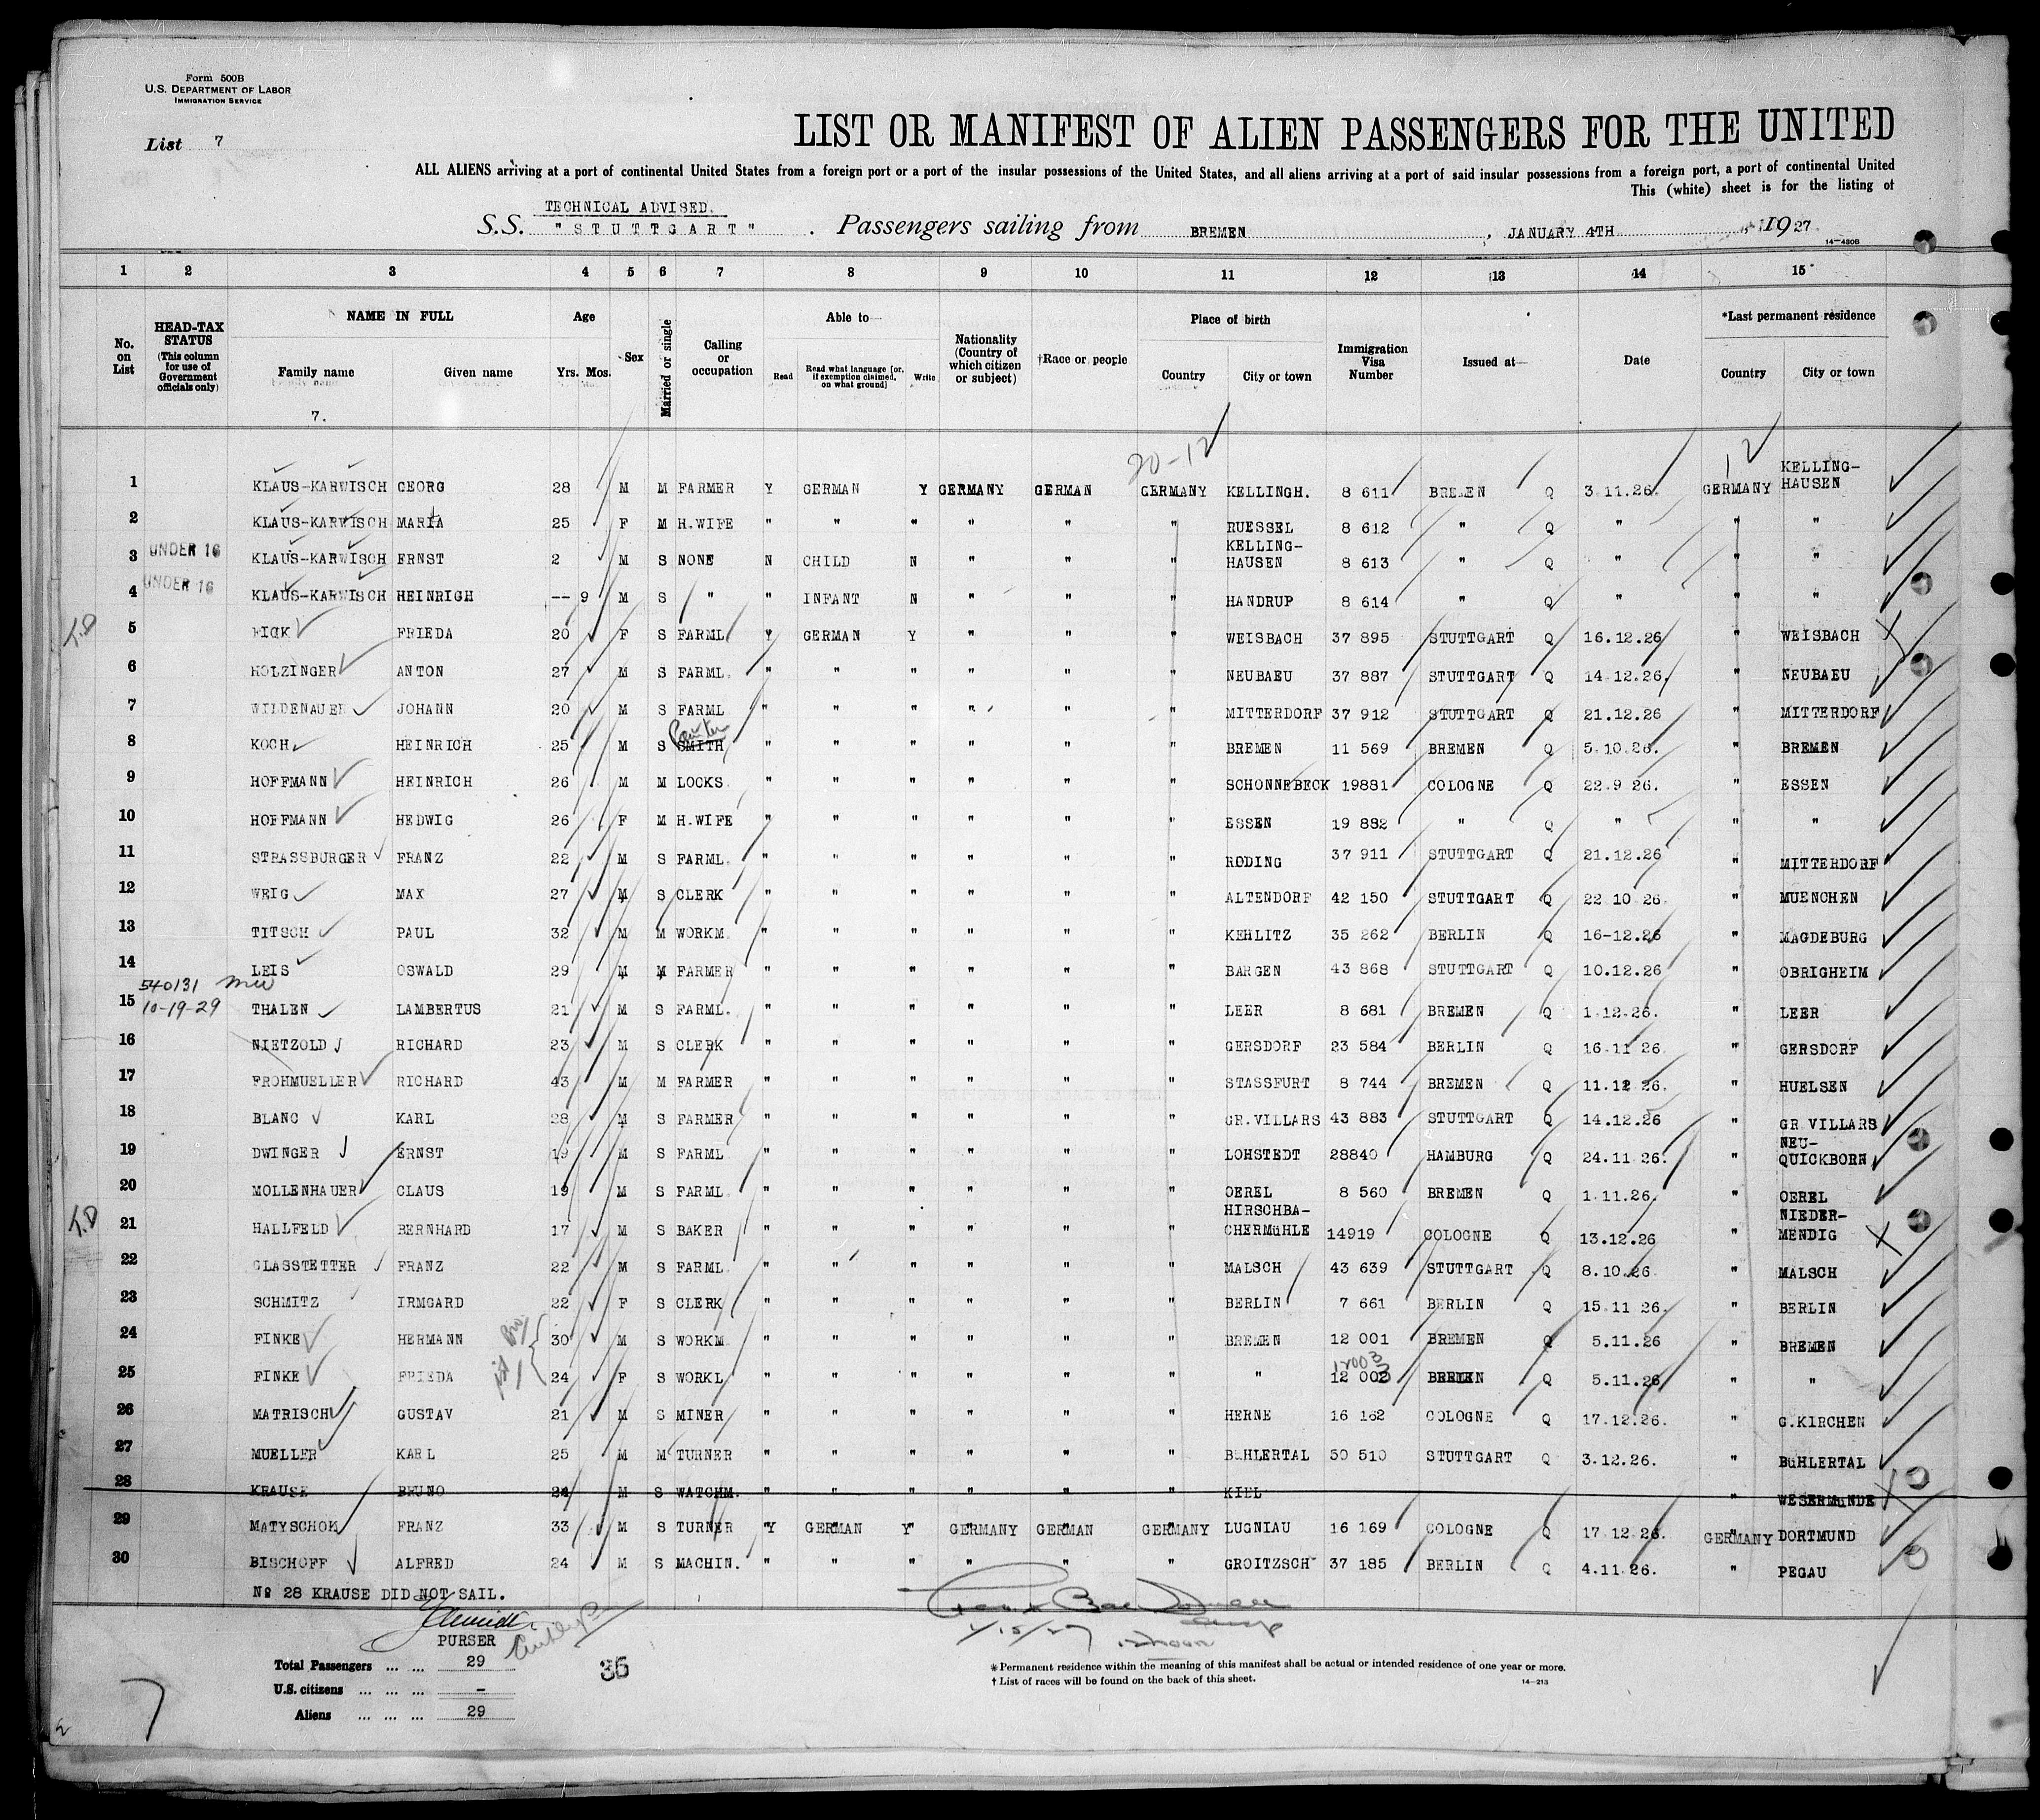 Form 500B
U.S. DEPARTMENT OF LABOR
IMMIGRATION SERVICE
List 7
LIST OR MANIFEST OF ALIEN PASSENGERS FOR THE UNITED
ALL ALIENS arriving at a port of continental United States from a foreign port or a port of the insular possessions of the United States, and all aliens arriving at a port of said insular possessions from a foreign port, a port of continental United
This (white) sheet is for the listing of
TECHNICAL ADVISED.
S.S. "STUTTGART". Passengers sailing from BREMEN, JANUARY 4TH 1927
14-480B
1 2 3 4 5 6 7 8 9 10 11 12 13 14 15
No. on List
HEAD-TAX STATUS (This column for use of Government officials only)
NAME IN FULL Family name Given name
Age Yrs. Mos.
Sex
Married or single
Calling or occupation
Able to— Read Read what language [or, if exemption claimed, on what ground] Write
Nationality (Country of which citizen or subject)
†Race or people
Place of birth Country City or town
Immigration Visa Number
Issued at—
Date
*Last permanent residence Country City or town
7.
20-12 12
1 KLAUS-KARWISCH GEORG 28 M M FARMER Y GERMAN Y GERMANY GERMAN GERMANY KELLINGH. 8 611 BREMEN Q 3.11.26. GERMANY KELLING-HAUSEN
2 KLAUS-KARWISCH MARIA 25 F M H.WIFE " " " " " " RUESSEL 8 612 " Q " " "
3 UNDER 16 KLAUS-KARWISCH ERNST 2 M S NONE N CHILD N " " " KELLING-HAUSEN 8 613 " Q " " "
4 UNDER 16 KLAUS-KARWISCH HEINRICH -- 9 M S " " INFANT N " " " HANDRUP 8 614 " Q " " "
5 FICK FRIEDA 20 F S FARML Y GERMAN Y " " " WEISBACH 37 895 STUTTGART Q 16.12.26 " WEISBACH
6 HOLZINGER ANTON 27 M S FARML. " " " " " " NEUBAEU 37 887 STUTTGART Q 14.12.26. " NEUBAEU
7 WILDENAUER JOHANN 20 M S FARML " " " " " " MITTERDORF 37 912 STUTTGART Q 21.12.26 " MITTERDORF
8 KOCH HEINRICH 25 M S SMITH " " " " " " BREMEN 11 569 BREMEN Q 5.10.26. " BREMEN
9 HOFFMANN HEINRICH 26 M M LOCKS. " " " " " " SCHONNEBECK 19881 COLOGNE Q 22.9 26. " ESSEN
10 HOFFMANN HEDWIG 26 F M H.WIFE " " " " " " ESSEN 19 882 " Q " " "
11 STRASSBURGER FRANZ 22 M S FARML. " " " " " " RODING 37 911 STUTTGART Q 21.12.26 " MITTERDORF
12 WEIG MAX 27 M S CLERK " " " " " " ALTENDORF 42 150 STUTTGART Q 22 10 26. " MUENCHEN
13 TITSCH PAUL 32 M M WORKM. " " " " " " KEHLITZ 35 262 BERLIN Q 16-12.26 " MAGDEBURG
14 LEIS OSWALD 29 M M FARMER " " " " " " BARGEN 43 868 STUTTGART Q 10.12.26 " OBRIGHEIM
540131
15 10-19-29 THALEN LAMBERTUS 21 M S FARML. " " " " " " LEER 8 681 BREMEN Q 1.12.26. " LEER
16 NIETZOLD RICHARD 23 M S CLERK " " " " " " GERSDORF 23 584 BERLIN Q 16.11 26. " GERSDORF
17 FROHMUELLER RICHARD 43 M M FARMER " " " " " " STASSFURT 8 744 BREMEN Q 11.12 26. " HUELSEN
18 BLANC KARL 28 M S FARMER " " " " " " GR.VILLARS 43 883 STUTTGART Q 14.12.26 " GR VILLARS
19 DWINGER ERNST 19 M S FARML " " " " " " LOHSTEDT 28840 HAMBURG Q 24.11 26. " NEU-QUICKBORN
20 MOLLENHAUER CLAUS 19 M S FARML. " " " " " " OEREL 8 560 BREMEN Q 1.11.26. " OEREL
21 HALLFELD BERNHARD 17 M S BAKER " " " " " " HIRSCHBA-CHERMüHLE 14919 COLOGNE Q 13.12.26 " NIEDER-MENDIG
22 GLASSTETTER FRANZ 22 M S FARML. " " " " " " MALSCH 43 639 STUTTGART Q 8.10.26. " MALSCH
23 SCHMITZ IRMGARD 22 F S CLERK " " " " " " BERLIN 7 661 BERLIN Q 15.11 26. " BERLIN
24 FINKE HERMANN 30 M S WORKM. " " " " " " BREMEN 12 001 BREMEN Q 5.11.26 " BREMEN
12003
25 FINKE FRIEDA 24 F S WORKL " " " " " " " 12 003 Q 5.11.26 " "
26 MATRISCH GUSTAV 21 M S MINER " " " " " " HERNE 16 162 COLOGNE Q 17.12.26. " G.KIRCHEN
27 MUELLER KARL 25 M M TURNER " " " " " " BüHLERTAL 50 510 STUTTGART Q 3.12.26. " BüHLERTAL
28 KRAUSE BRUNO 24 M S WATCHM. " " " " " " KIEL " WESERMüNDE
29 MATYSCHOK FRANZ 33 M S TURNER Y GERMAN Y GERMANY GERMAN GERMANY LUGNIAU 16 169 COLOGNE Q 17 12 26. GERMANY DORTMUND
30 BISCHOFF ALFRED 24 M S MACHIN. " " " " " " GROITZSCH 37 185 BERLIN Q 4.11 26. " PEGAU
No 28 KRAUSE DID NOT SAIL.
PURSER
1/15/27 12 noon
Total Passengers ... ... 29
U.S. citizens ... ... ... –
Aliens ... ... ... 29
36
7
*Permanent residence within the meaning of this manifest shall be actual or intended residence of one year or more.
†List of races will be found on the back of this sheet.
14-213